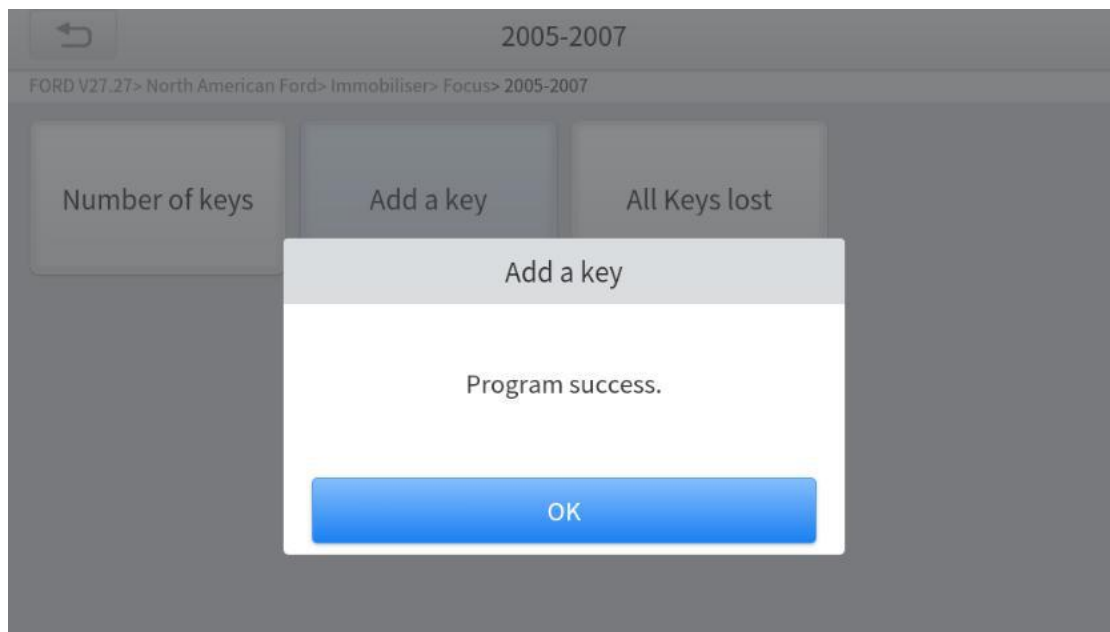 2005-2007
FORD V27.27> North American Ford> Immobiliser> Focus> 2005-2007
Number of keys
Add a key
All Keys lost
Add a key
Program success.
OK